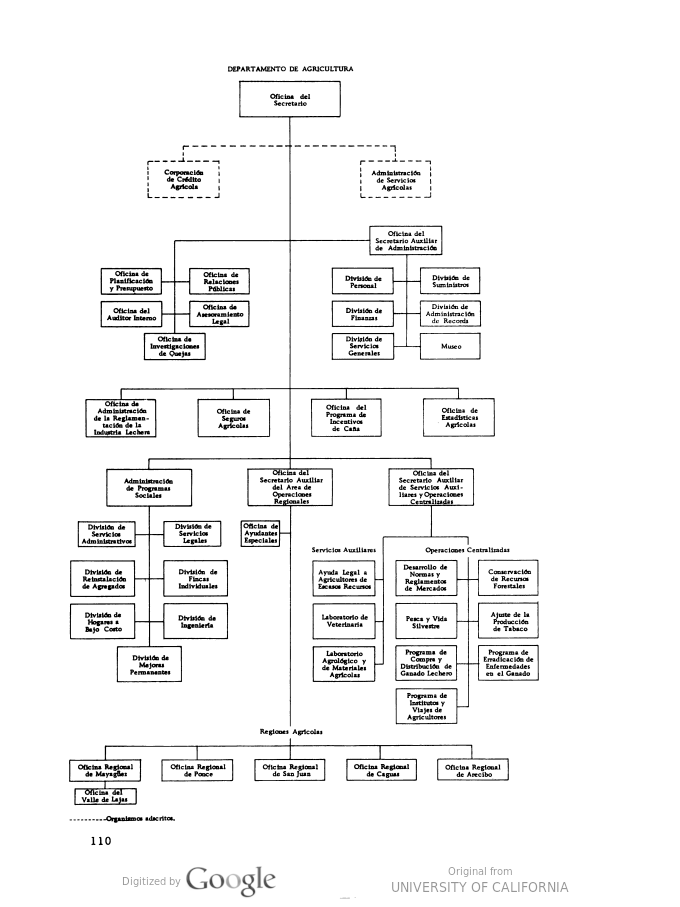 DEPARTAMENTO DE AGRICULTURA
Oficina del
Secretario
Corporación
de Crédito
Agrícola
Administración
de Servicios
Agrícolas
Oficina del
Secretario Auxiliar
de Administración
Oficina de
Planificación
y Presupuesto
Oficina de
Relaciones
Públicas
División de
Personal
División de
Suministros
Oficina del
Auditor Interno
Oficina de
Asesoramiento
Legal
División de
Finanzas
División de
Administración
de Records
Oficina de
Investigaciones
de Quejas
División de
Servicios
Generales
Museo
Oficina de
Administración
de la Reglamen-
tación de la
Industria Lechera
Oficina de
Seguros
Agrícolas
Oficina del
Programa de
Incentivos
de Caña
Oficina de
Estadísticas
Agrícolas
Administración
de Programas
Sociales
Oficina del
Secretario Auxiliar
del Area de
Operaciones
Regionales
Oficina del
Secretario Auxiliar
de Servicios Auxi-
liares y Operaciones
Centralizadas
División de
Servicios
Administrativos
División de
Servicios
Legales
Oficina de
Ayudantes
Especiales
Servicios Auxiliares
Operaciones Centralizadas
División de
Reinstalación
de Agregados
División de
Fincas
Individuales
Ayuda Legal a
Agricultores de
Escasos Recursos
Desarrollo de
Normas y
Reglamentos
de Mercados
Conservación
de Recursos
Forestales
División de
Hogares a
Bajo Costo
División de
Ingeniería
Laboratorio de
Veterinaria
Pesca y Vida
Silvestre
Ajuste de la
Producción
de Tabaco
División de
Mejoras
Permanentes
Laboratorio
Agrológico y
de Materiales
Agrícolas
Programa de
Compra y
Distribución de
Ganado Lechero
Programa de
Erradicación de
Enfermedades
en el Ganado
Programa de
Institutos y
Viajes de
Agricultores
Regiones Agrícolas
Oficina Regional
de Mayagüez
Oficina Regional
de Ponce
Oficina Regional
de San Juan
Oficina Regional
de Caguas
Oficina Regional
de Arecibo
Oficina del
Valle de Lajas
----------Organismos adscritos.
110
Digitized by Google
Original from
UNIVERSITY OF CALIFORNIA